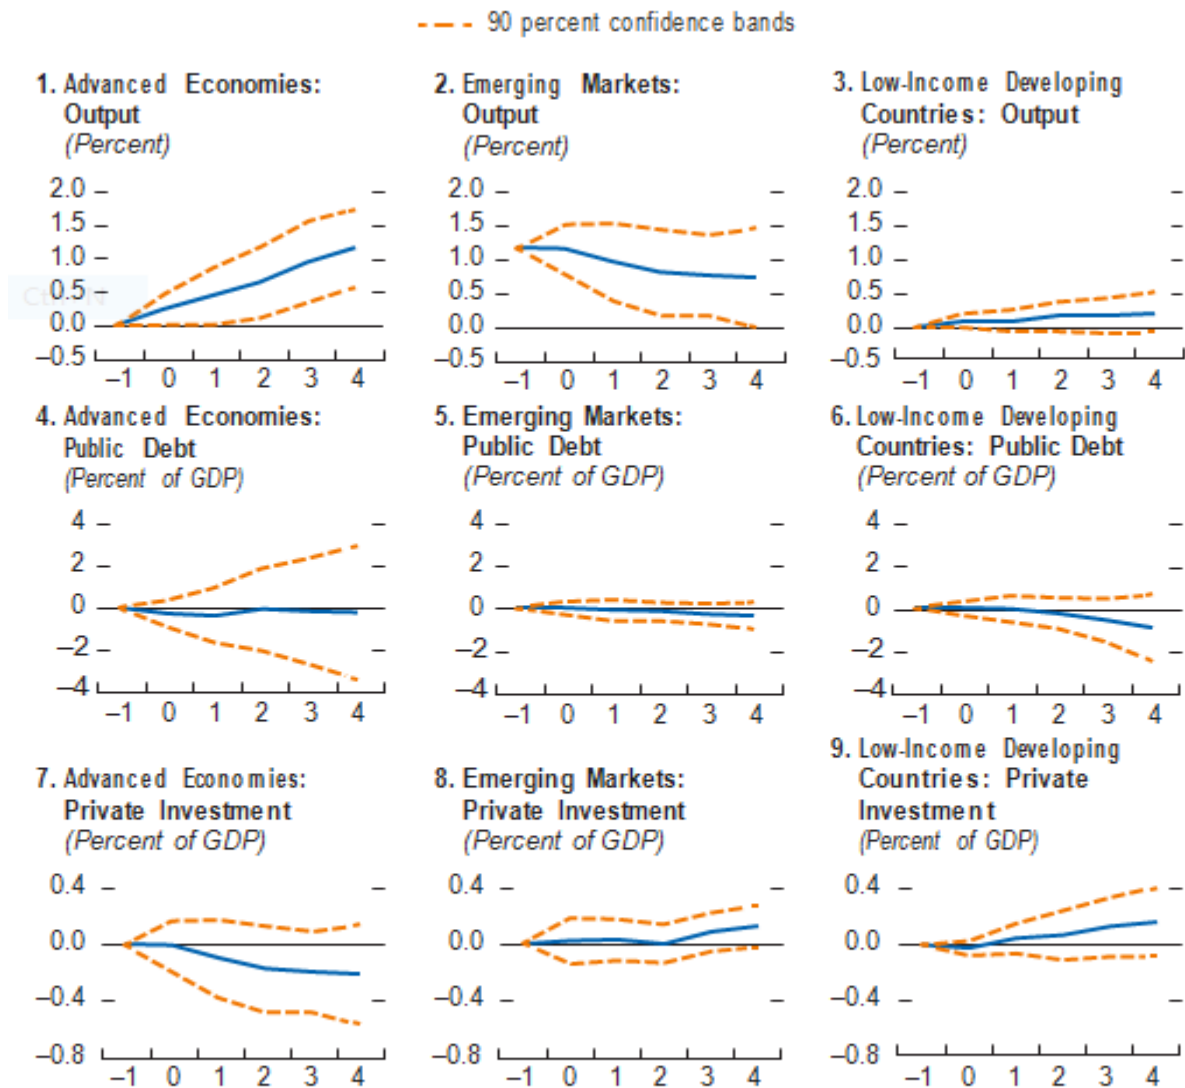 90 percent confidence bands
1. Advanced Economies:
Output
(Percent)
2.0
1.5
1.0
0.5
0.0
–0.5
–1 0 1 2 3 4
2. Emerging Markets:
Output
(Percent)
2.0
1.5
1.0
0.5
0.0
–0.5
–1 0 1 2 3 4
3. Low-Income Developing
Countries: Output
(Percent)
2.0
1.5
1.0
0.5
0.0
–0.5
–1 0 1 2 3 4
4. Advanced Economies:
Public Debt
(Percent of GDP)
4
2
0
–2
–4
–1 0 1 2 3 4
5. Emerging Markets:
Public Debt
(Percent of GDP)
4
2
0
–2
–4
–1 0 1 2 3 4
6. Low-Income Developing
Countries: Public Debt
(Percent of GDP)
4
2
0
–2
–4
–1 0 1 2 3 4
7. Advanced Economies:
Private Investment
(Percent of GDP)
0.4
0.0
–0.4
–0.8
–1 0 1 2 3 4
8. Emerging Markets:
Private Investment
(Percent of GDP)
0.4
0.0
–0.4
–0.8
–1 0 1 2 3 4
9. Low-Income Developing
Countries: Private
Investment
(Percent of GDP)
0.4
0.0
–0.4
–0.8
–1 0 1 2 3 4